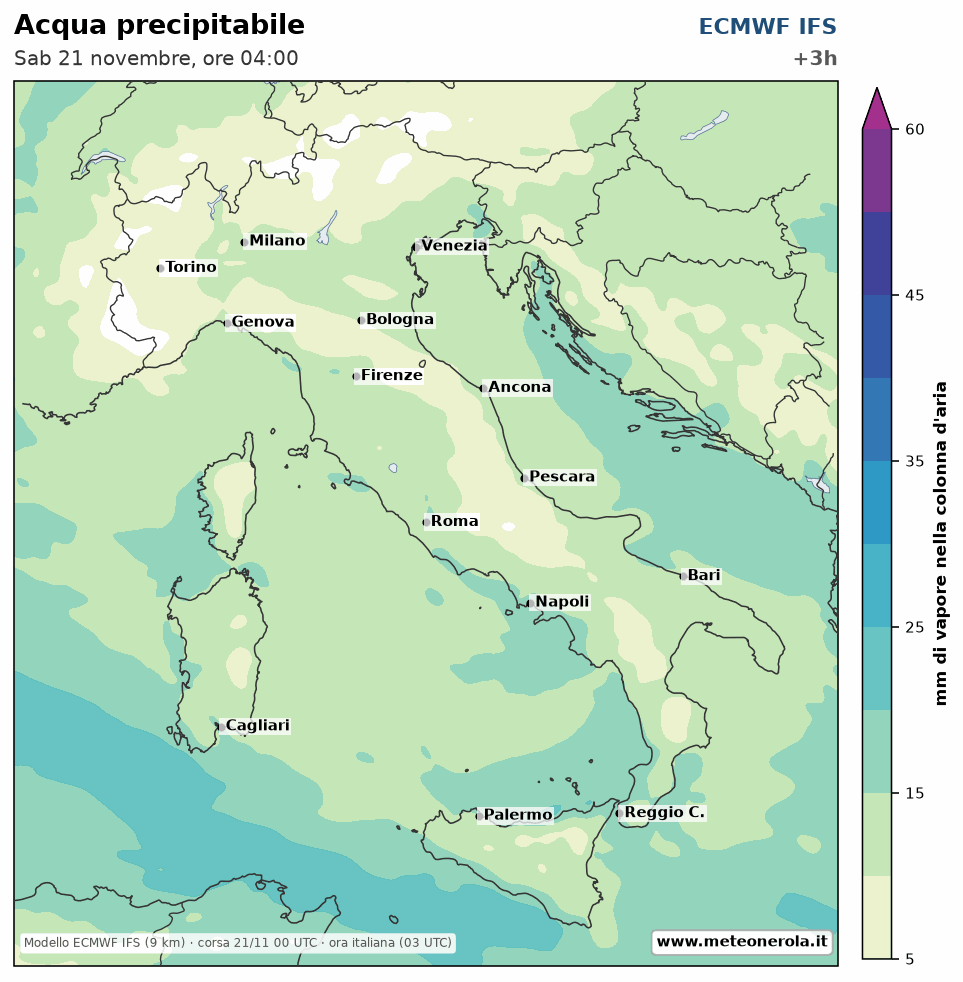 Acqua precipitabile
ECMWF IFS
Sab 21 novembre, ore 04:00
+3h
Milano
Venezia
Torino
Genova
Bologna
Firenze
Ancona
Pescara
Roma
Bari
Napoli
Cagliari
Palermo
Reggio C.
60
45
35
25
15
5
mm di vapore nella colonna d'aria
Modello ECMWF IFS (9 km) · corsa 21/11 00 UTC · ora italiana (03 UTC)
www.meteonerola.it